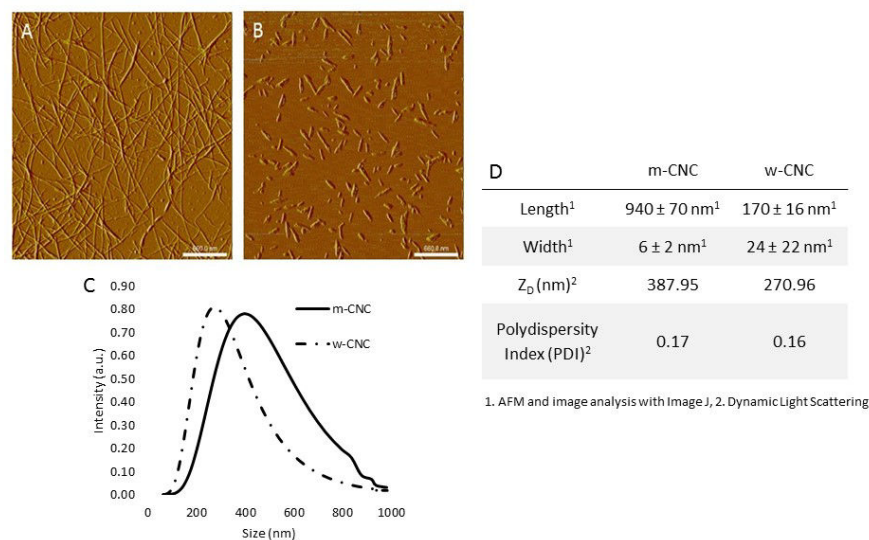 A
B
C
0.90
0.80
0.70
0.60
0.50
0.40
0.30
0.20
0.10
0.00
Intensity (a.u.)
0 200 400 600 800 1000
Size (nm)
m-CNC
w-CNC
D
m-CNC w-CNC
Length¹ 940 ± 70 nm¹ 170 ± 16 nm¹
Width¹ 6 ± 2 nm¹ 24 ± 22 nm¹
Z_D (nm)² 387.95 270.96
Polydispersity
Index (PDI)² 0.17 0.16
1. AFM and image analysis with Image J, 2. Dynamic Light Scattering